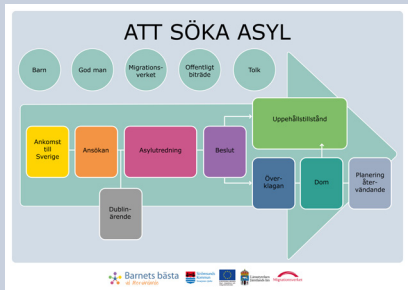 ATT SÖKA ASYL
Barn
God man
Migrations-
verket
Offentligt
biträde
Tolk
Uppehållstillstånd
Ankomst
till
Sverige
Ansökan
Asylutredning
Beslut
Över-
klagan
Dom
Planering
åter-
vändande
Dublin-
ärende
Barnets bästa
Migrationsverket